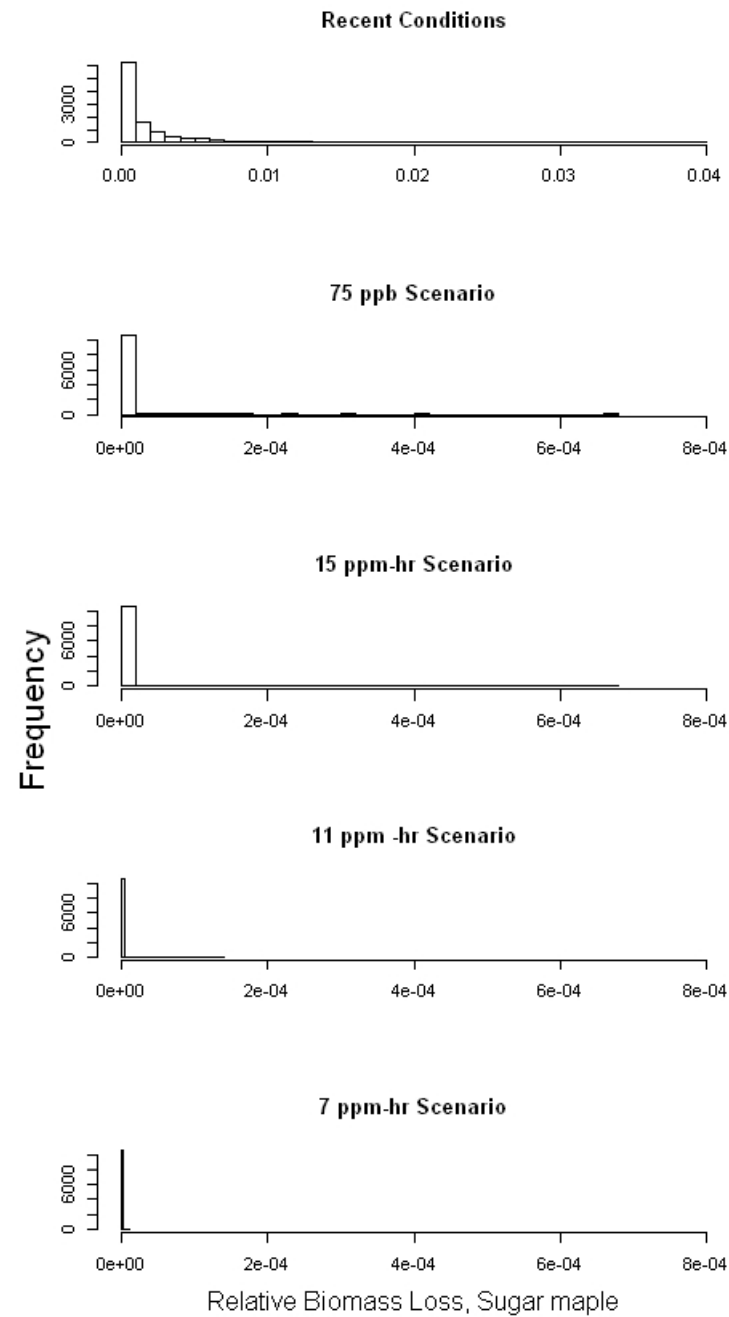 Recent Conditions
3000
0
0.00 0.01 0.02 0.03 0.04
75 ppb Scenario
6000
0
0e+00 2e-04 4e-04 6e-04 8e-04
15 ppm-hr Scenario
6000
0
0e+00 2e-04 4e-04 6e-04 8e-04
Frequency
11 ppm -hr Scenario
6000
0
0e+00 2e-04 4e-04 6e-04 8e-04
7 ppm-hr Scenario
6000
0
0e+00 2e-04 4e-04 6e-04 8e-04
Relative Biomass Loss, Sugar maple